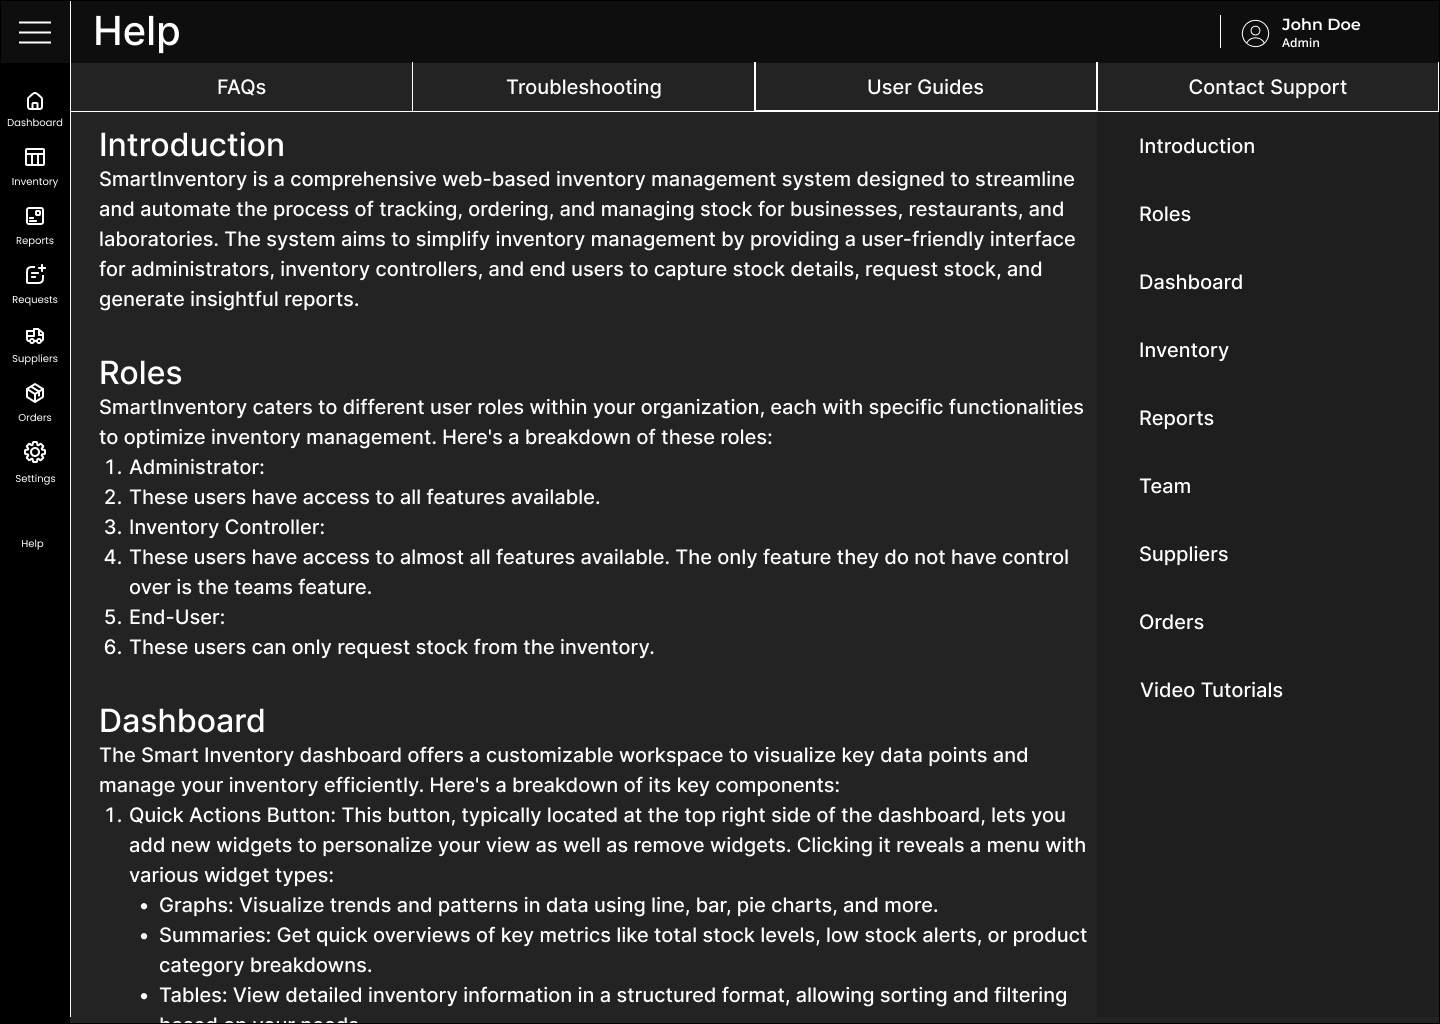 Help
John Doe
Admin
FAQs
Troubleshooting
User Guides
Contact Support
Dashboard
Inventory
Reports
Requests
Suppliers
Orders
Settings
Help
Introduction
SmartInventory is a comprehensive web-based inventory management system designed to streamline
and automate the process of tracking, ordering, and managing stock for businesses, restaurants, and
laboratories. The system aims to simplify inventory management by providing a user-friendly interface
for administrators, inventory controllers, and end users to capture stock details, request stock, and
generate insightful reports.
Roles
SmartInventory caters to different user roles within your organization, each with specific functionalities
to optimize inventory management. Here's a breakdown of these roles:
1. Administrator:
2. These users have access to all features available.
3. Inventory Controller:
4. These users have access to almost all features available. The only feature they do not have control
over is the teams feature.
5. End-User:
6. These users can only request stock from the inventory.
Dashboard
The Smart Inventory dashboard offers a customizable workspace to visualize key data points and
manage your inventory efficiently. Here's a breakdown of its key components:
1. Quick Actions Button: This button, typically located at the top right side of the dashboard, lets you
add new widgets to personalize your view as well as remove widgets. Clicking it reveals a menu with
various widget types:
• Graphs: Visualize trends and patterns in data using line, bar, pie charts, and more.
• Summaries: Get quick overviews of key metrics like total stock levels, low stock alerts, or product
category breakdowns.
• Tables: View detailed inventory information in a structured format, allowing sorting and filtering
based on your needs.
Introduction
Roles
Dashboard
Inventory
Reports
Team
Suppliers
Orders
Video Tutorials